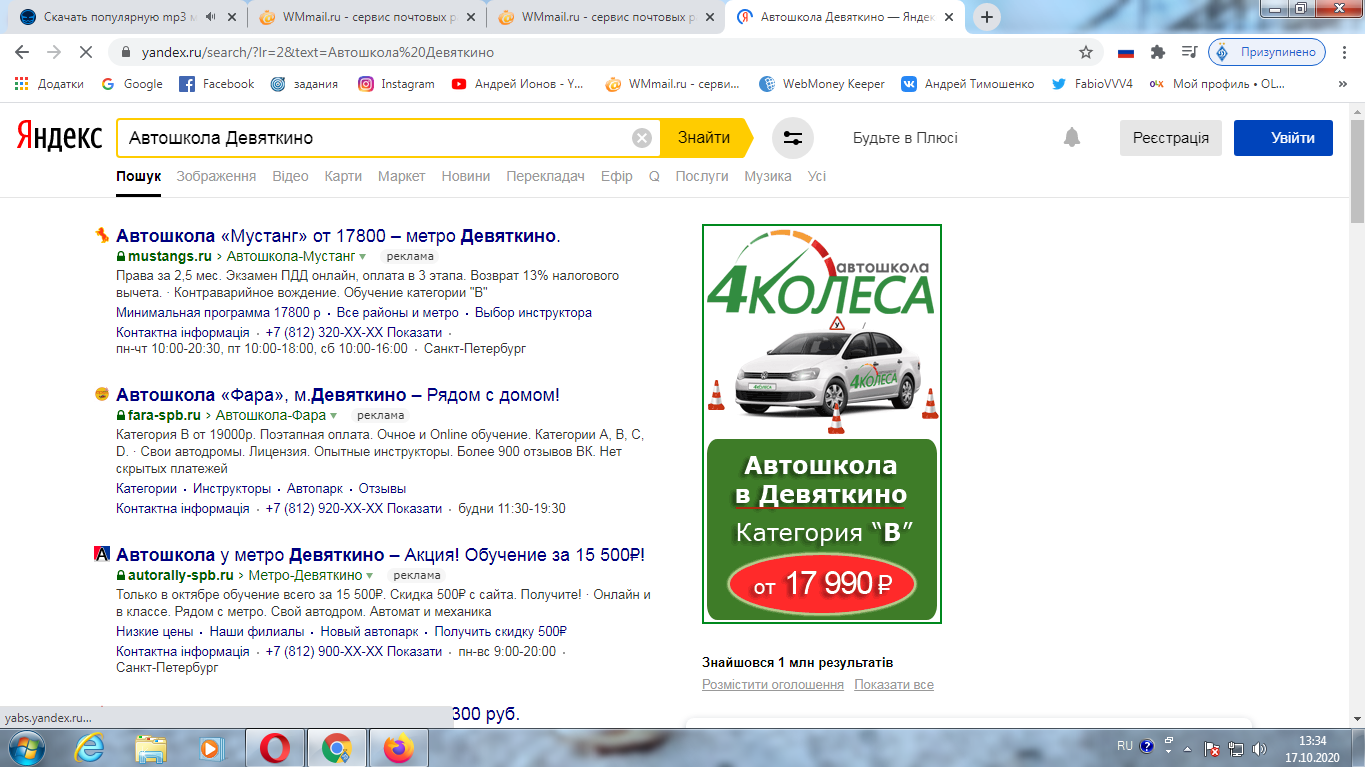 Скачать популярную mp3 м
WMmail.ru - сервис почтовых р
WMmail.ru - сервис почтовых р
Автошкола Девяткино — Яндек
yandex.ru/search/?lr=2&text=Автошкола%20Девяткино
Призупинено
Додатки
Google
Facebook
задания
Instagram
Андрей Ионов - Y...
WMmail.ru - серви...
WebMoney Keeper
Андрей Тимошенко
FabioVVV4
Мой профиль • OL...
Яндекс
Автошкола Девяткино
Знайти
Будьте в Плюсі
Реєстрація
Увійти
Пошук Зображення Відео Карти Маркет Новини Перекладач Ефір Q Послуги Музика Усі
Автошкола «Мустанг» от 17800 – метро Девяткино.
mustangs.ru › Автошкола-Мустанг реклама
Права за 2,5 мес. Экзамен ПДД онлайн, оплата в 3 этапа. Возврат 13% налогового
вычета. · Контраварийное вождение. Обучение категории "В"
Минимальная программа 17800 р · Все районы и метро · Выбор инструктора
Контактна інформація · +7 (812) 320-XX-XX Показати ·
пн-чт 10:00-20:30, пт 10:00-18:00, сб 10:00-16:00 · Санкт-Петербург
Автошкола «Фара», м.Девяткино – Рядом с домом!
fara-spb.ru › Автошкола-Фара реклама
Категория В от 19000р. Поэтапная оплата. Очное и Online обучение. Категории А, В, С,
D. · Свои автодромы. Лицензия. Опытные инструкторы. Более 900 отзывов ВК. Нет
скрытых платежей
Категории · Инструкторы · Автопарк · Отзывы
Контактна інформація · +7 (812) 920-XX-XX Показати · будни 11:30-19:30
Автошкола у метро Девяткино – Акция! Обучение за 15 500₽!
autorally-spb.ru › Метро-Девяткино реклама
Только в октябре обучение всего за 15 500₽. Скидка 500₽ с сайта. Получите! · Онлайн и
в классе. Рядом с метро. Свой автодром. Автомат и механика
Низкие цены · Наши филиалы · Новый автопарк · Получить скидку 500₽
Контактна інформація · +7 (812) 900-XX-XX Показати · пн-вс 9:00-20:00 ·
Санкт-Петербург
300 руб.
автошкола
4КОЛЕСА
У
4КОЛЕСА
Автошкола
в Девяткино
Категория “В”
от 17 990 ₽
Знайшовся 1 млн результатів
Розмістити оголошення Показати все
yabs.yandex.ru...
RU
13:34
17.10.2020